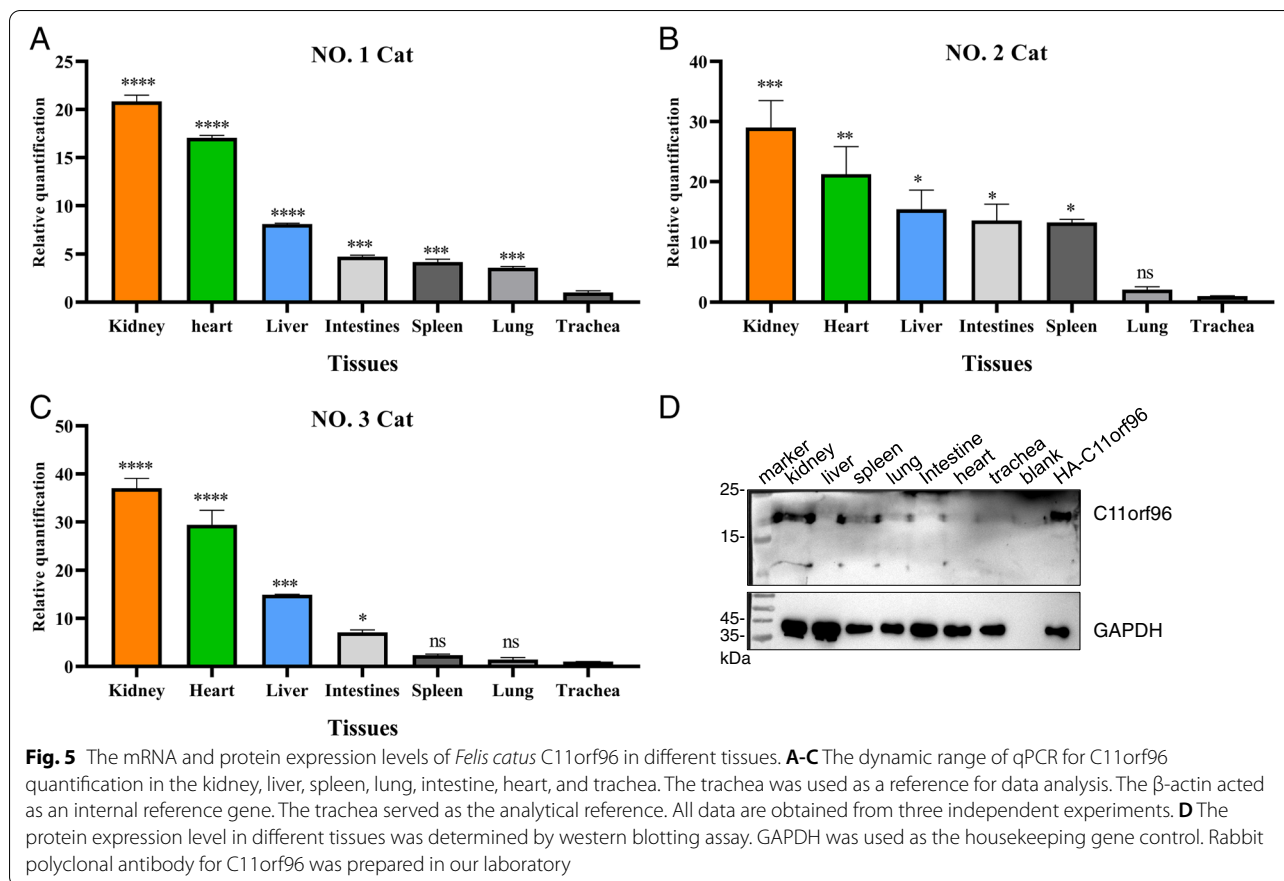 A
NO. 1 Cat
Relative quantification
25
20
15
10
5
0
****
****
****
***
***
***
Kidney heart Liver Intestines Spleen Lung Trachea
Tissues
B
NO. 2 Cat
Relative quantification
40
30
20
10
0
***
**
*
*
*
ns
Kidney Heart Liver Intestines Spleen Lung Trachea
Tissues
C
NO. 3 Cat
Relative quantification
50
40
30
20
10
0
****
****
***
*
ns
ns
Kidney Heart Liver Intestines Spleen Lung Trachea
Tissues
D
marker kidney liver spleen lung Intestine heart trachea blank HA-C11orf96
25-
15-
C11orf96
45-
35-
kDa
GAPDH
Fig. 5 The mRNA and protein expression levels of Felis catus C11orf96 in different tissues. A-C The dynamic range of qPCR for C11orf96
quantification in the kidney, liver, spleen, lung, intestine, heart, and trachea. The trachea was used as a reference for data analysis. The β-actin acted
as an internal reference gene. The trachea served as the analytical reference. All data are obtained from three independent experiments. D The
protein expression level in different tissues was determined by western blotting assay. GAPDH was used as the housekeeping gene control. Rabbit
polyclonal antibody for C11orf96 was prepared in our laboratory